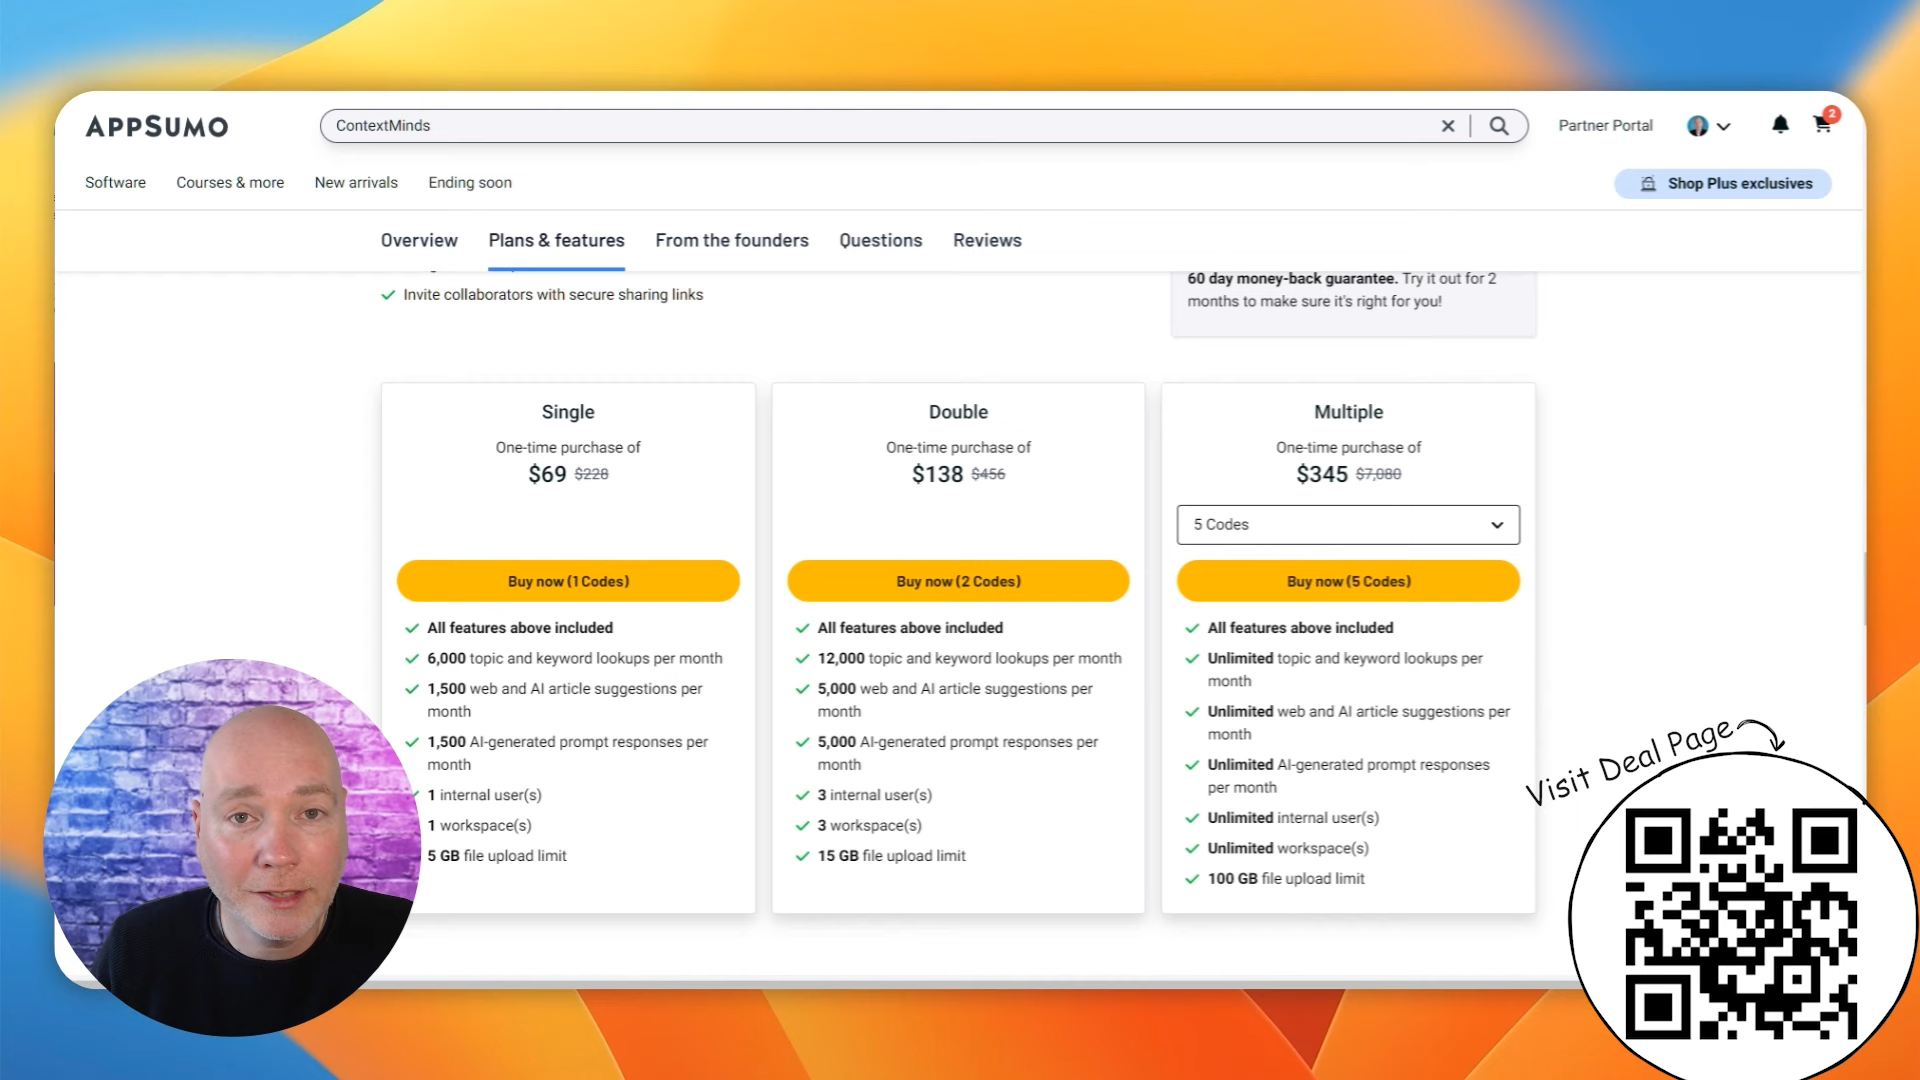 APPSUMO
ContextMinds
Partner Portal
2
Software
Courses & more
New arrivals
Ending soon
Shop Plus exclusives
Overview
Plans & features
From the founders
Questions
Reviews
Invite collaborators with secure sharing links
60 day money-back guarantee. Try it out for 2
months to make sure it's right for you!
Single
One-time purchase of
$69 $228
Buy now (1 Codes)
All features above included
6,000 topic and keyword lookups per month
1,500 web and AI article suggestions per
month
1,500 AI-generated prompt responses per
month
1 internal user(s)
1 workspace(s)
5 GB file upload limit
Double
One-time purchase of
$138 $456
Buy now (2 Codes)
All features above included
12,000 topic and keyword lookups per month
5,000 web and AI article suggestions per
month
5,000 AI-generated prompt responses per
month
3 internal user(s)
3 workspace(s)
15 GB file upload limit
Multiple
One-time purchase of
$345 $7,080
5 Codes
Buy now (5 Codes)
All features above included
Unlimited topic and keyword lookups per
month
Unlimited web and AI article suggestions per
month
Unlimited AI-generated prompt responses
per month
Unlimited internal user(s)
Unlimited workspace(s)
100 GB file upload limit
Visit Deal Page